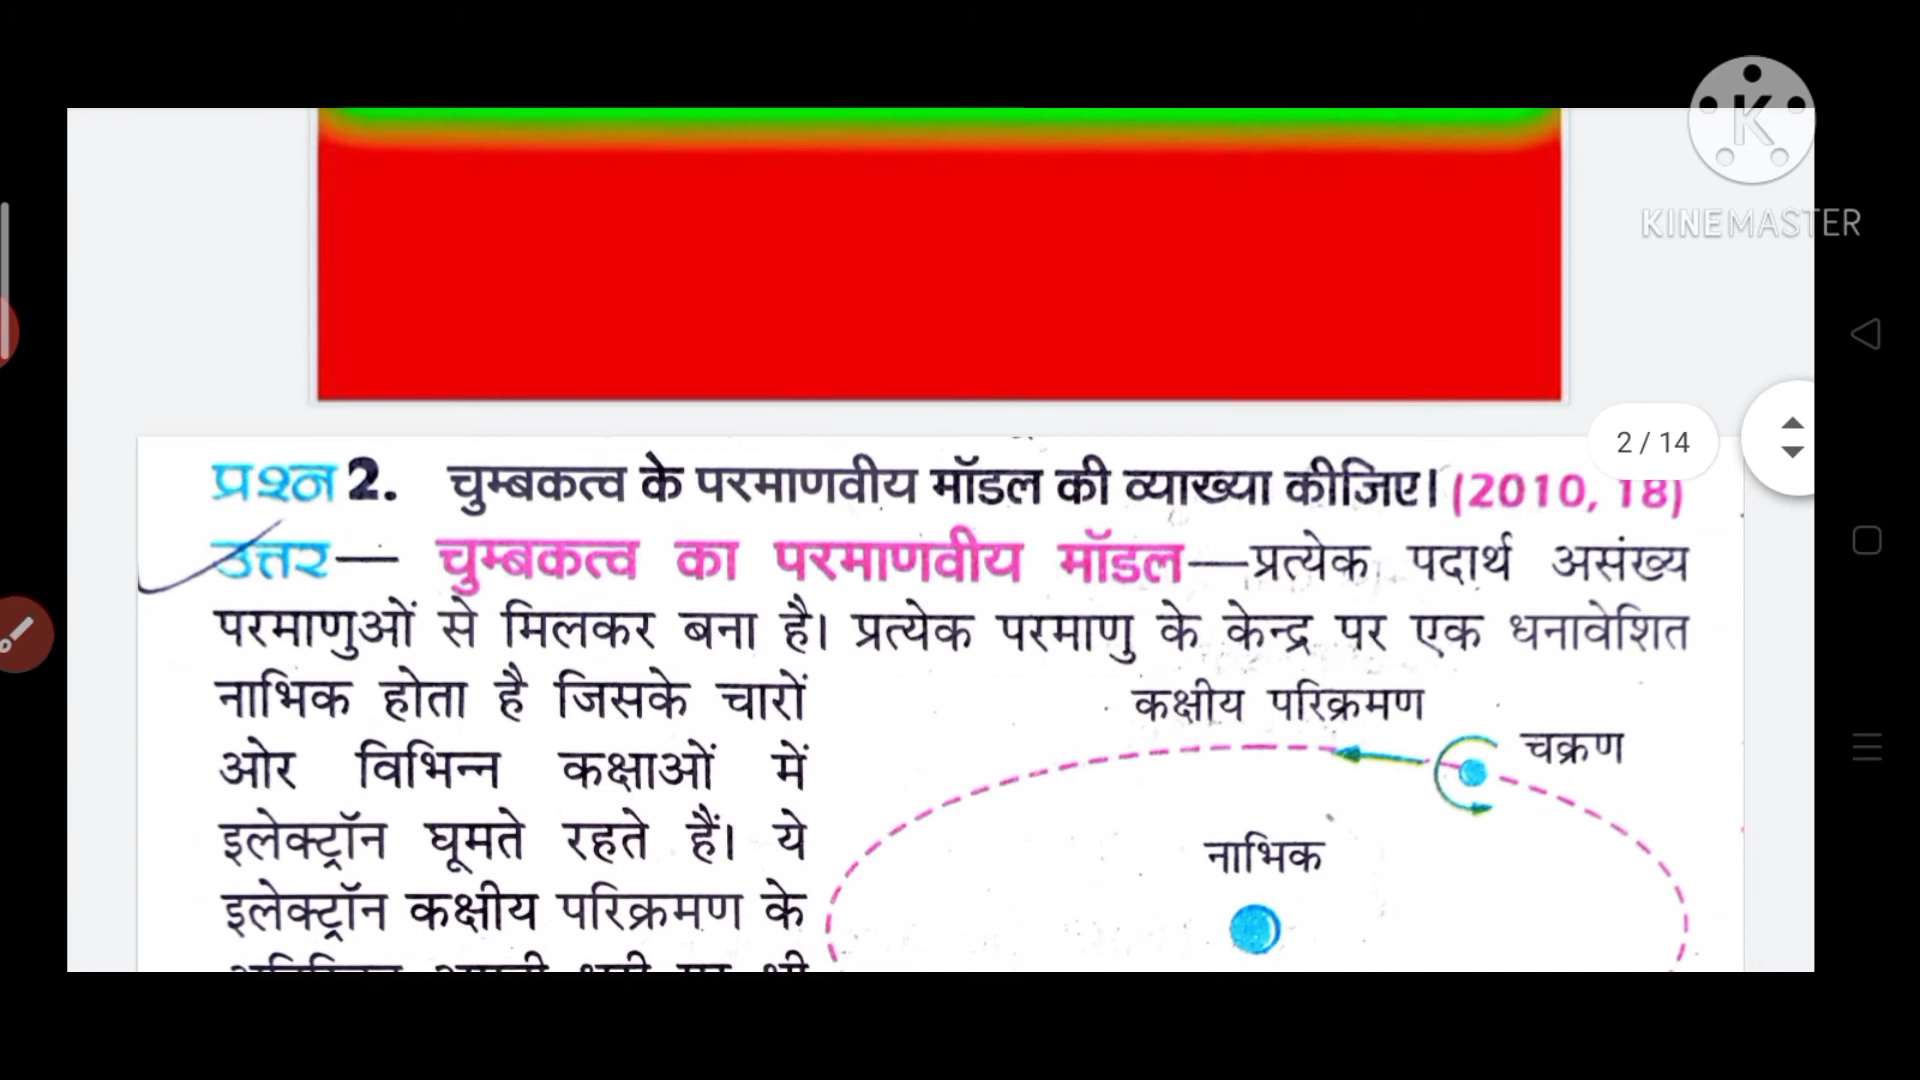 K
KINEMASTER
2 / 14
प्रश्न 2. चुम्बकत्व के परमाणवीय मॉडल की व्याख्या कीजिए। (2010, 18)
उत्तर— चुम्बकत्व का परमाणवीय मॉडल—प्रत्येक पदार्थ असंख्य
परमाणुओं से मिलकर बना है। प्रत्येक परमाणु के केन्द्र पर एक धनावेशित
नाभिक होता है जिसके चारों
ओर विभिन्न कक्षाओं में
इलेक्ट्रॉन घूमते रहते हैं। ये
इलेक्ट्रॉन कक्षीय परिक्रमण के
कक्षीय परिक्रमण
चक्रण
नाभिक